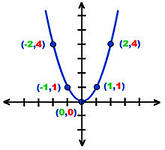 (-2,4) (2,4)
(-1,1) (1,1)
(0,0)